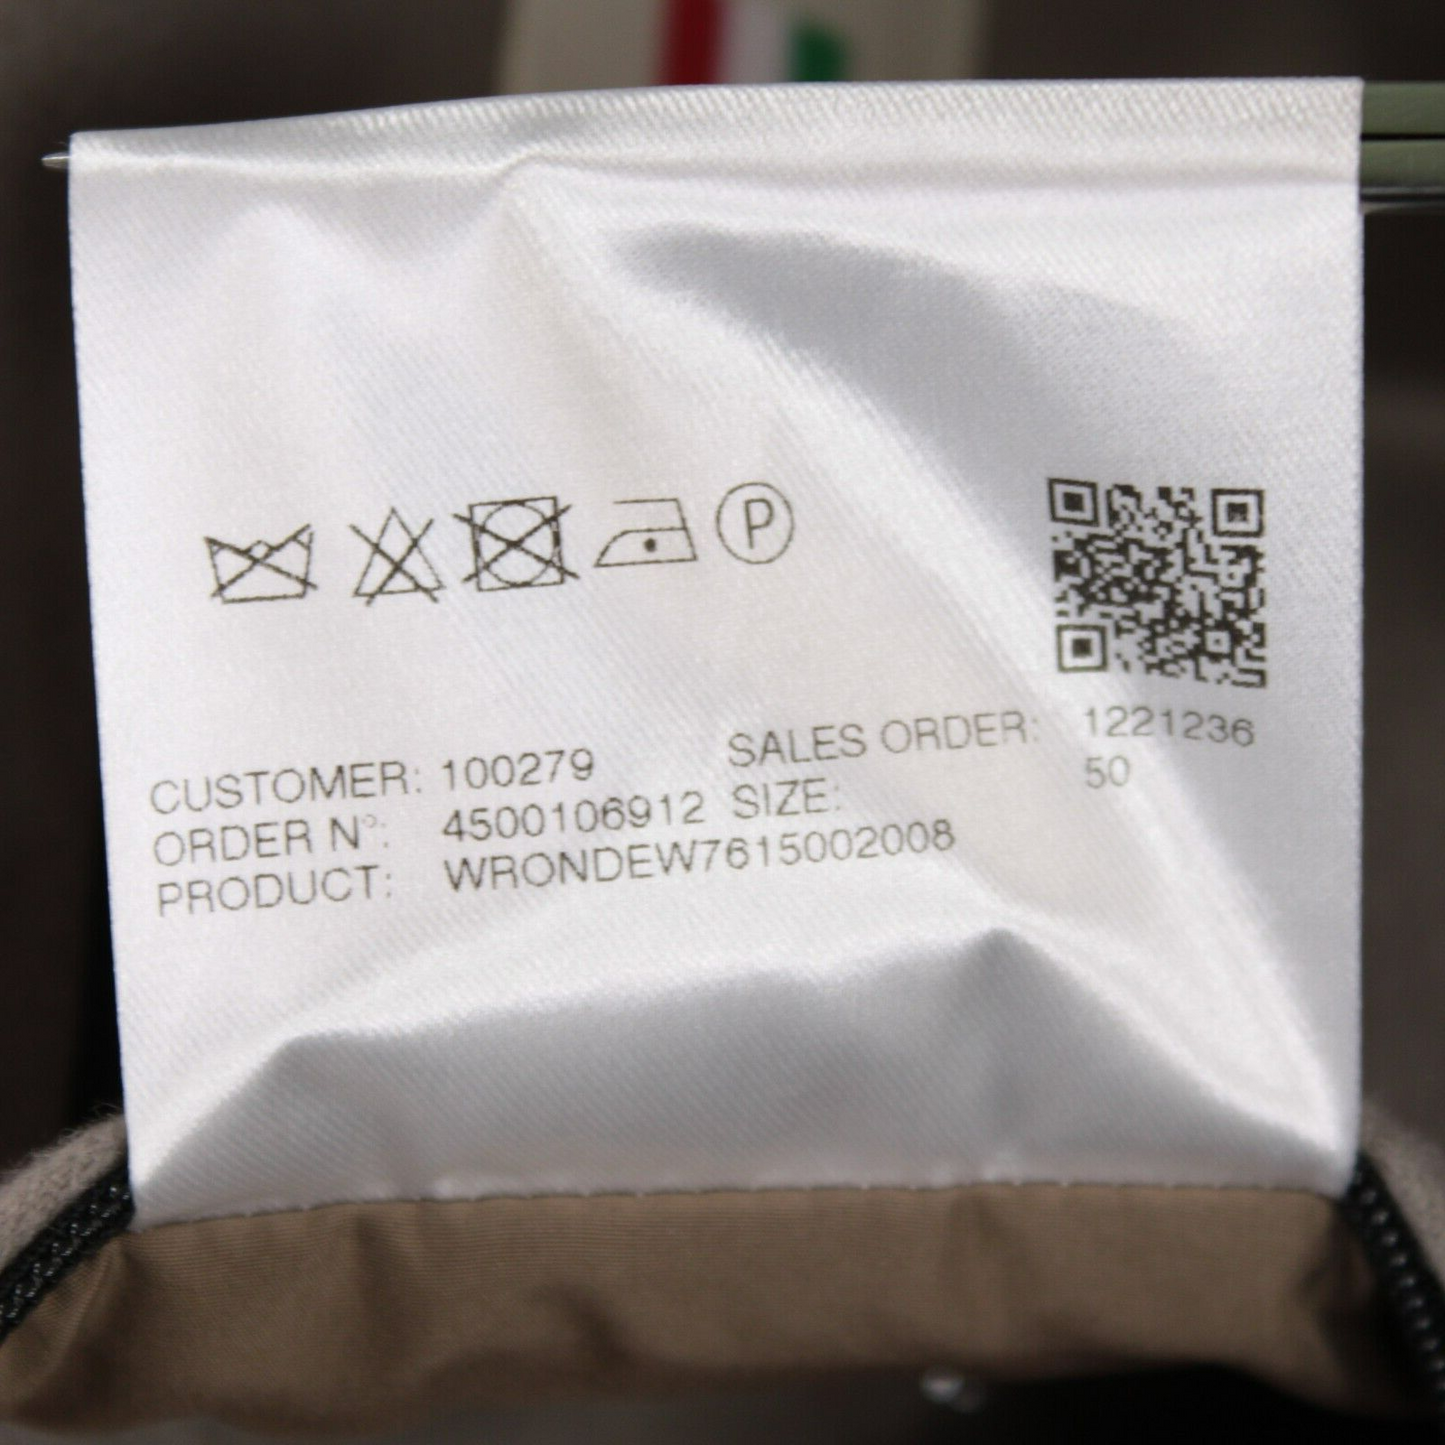 P
CUSTOMER: 100279 SALES ORDER: 1221236
ORDER N°: 4500106912 SIZE: 50
PRODUCT: WRONDEW7615002008